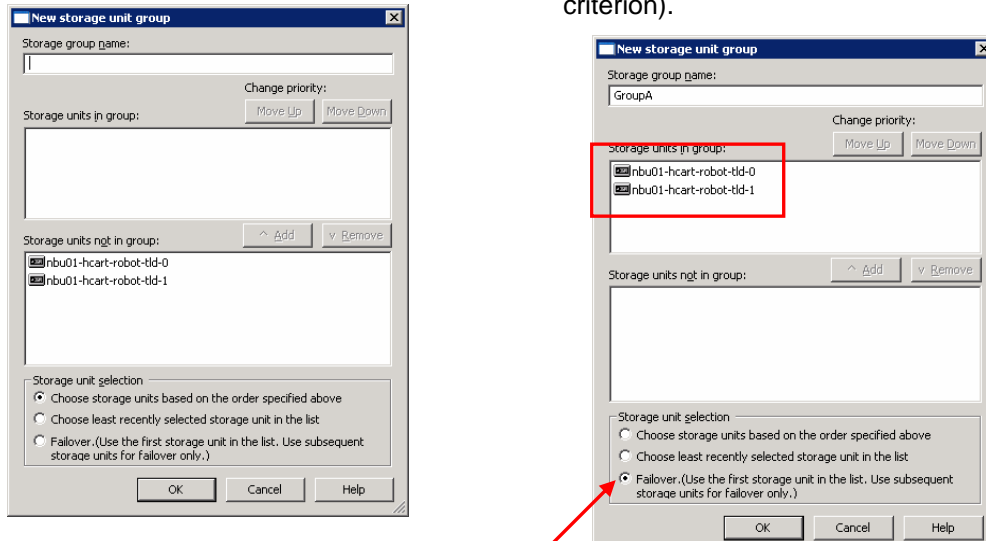 New storage unit group
Storage group name:
Change priority:
Move Up Move Down
Storage units in group:
^ Add v Remove
Storage units not in group:
nbu01-hcart-robot-tld-0
nbu01-hcart-robot-tld-1
Storage unit selection
Choose storage units based on the order specified above
Choose least recently selected storage unit in the list
Failover.(Use the first storage unit in the list. Use subsequent
storage units for failover only.)
OK Cancel Help
criterion).
New storage unit group
Storage group name:
GroupA
Change priority:
Move Up Move Down
Storage units in group:
nbu01-hcart-robot-tld-0
nbu01-hcart-robot-tld-1
^ Add v Remove
Storage units not in group:
Storage unit selection
Choose storage units based on the order specified above
Choose least recently selected storage unit in the list
Failover.(Use the first storage unit in the list. Use subsequent
storage units for failover only.)
OK Cancel Help